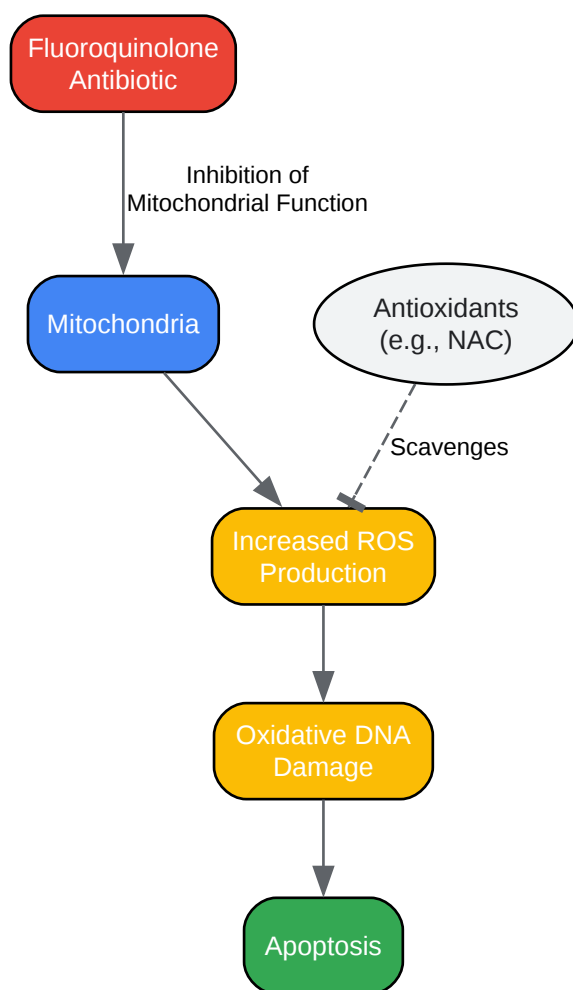 Fluoroquinolone
Antibiotic
Inhibition of
Mitochondrial Function
Mitochondria
Antioxidants
(e.g., NAC)
Scavenges
Increased ROS
Production
Oxidative DNA
Damage
Apoptosis